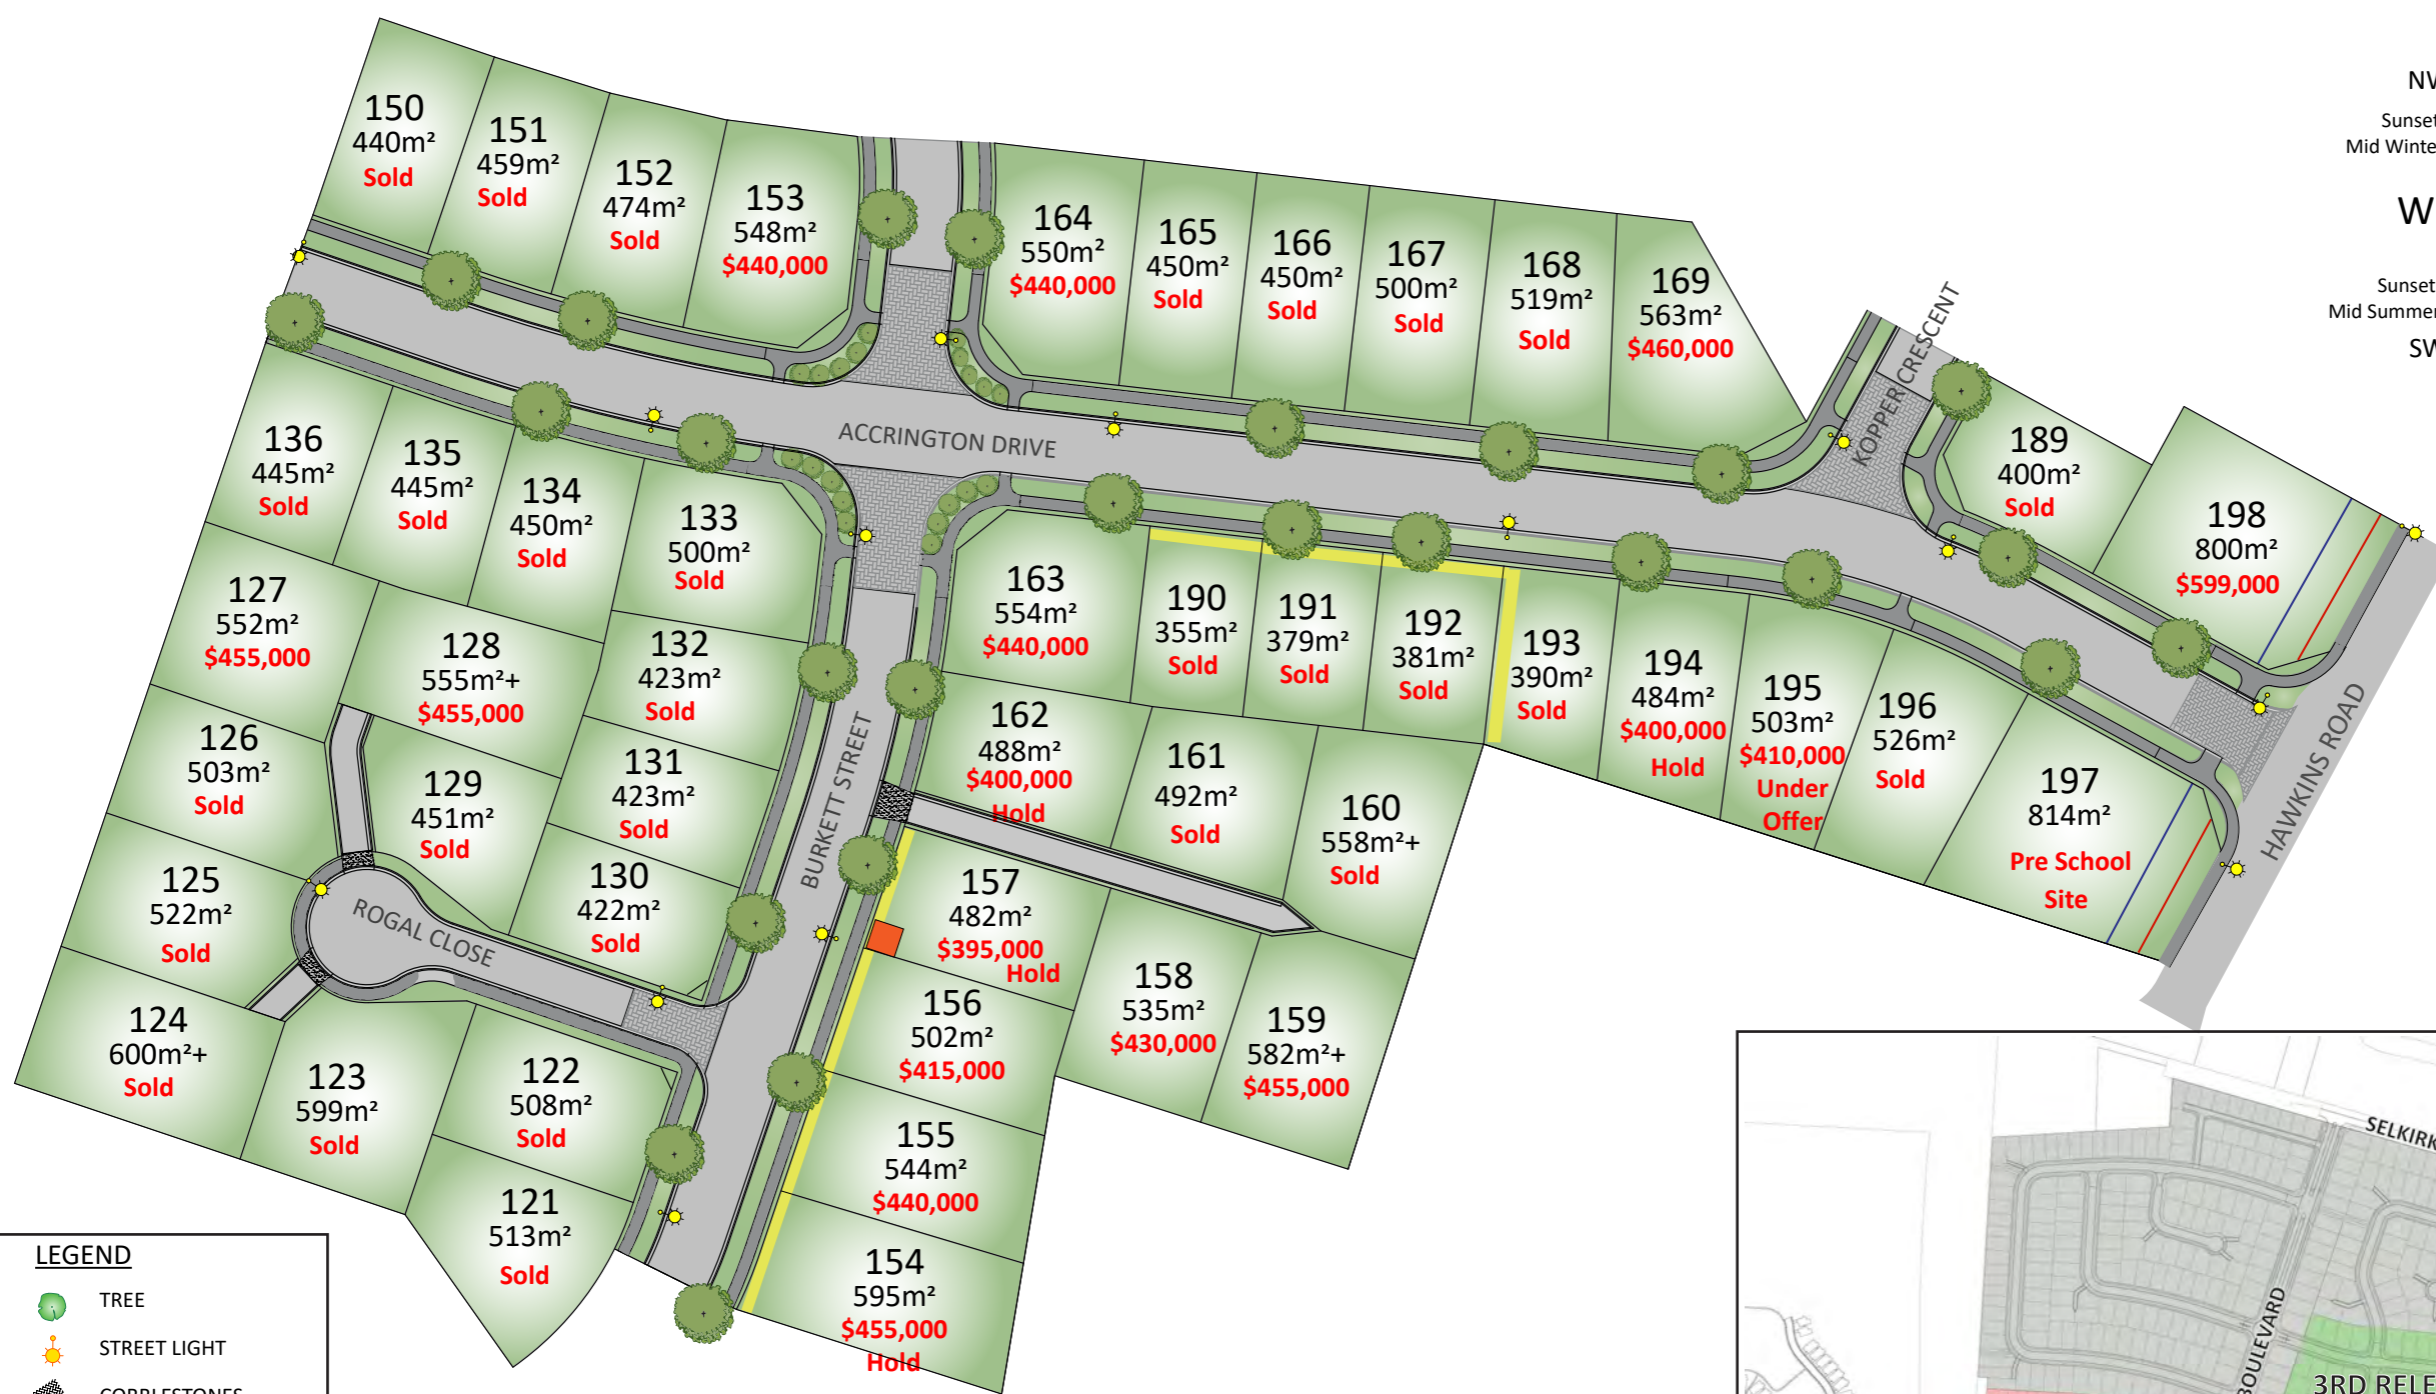 150
440m²
Sold
151
459m²
Sold
152
474m²
Sold
153
548m²
$440,000
164
550m²
$440,000
165
450m²
Sold
166
450m²
Sold
167
500m²
Sold
168
519m²
Sold
169
563m²
$460,000
KOPPER CRESCENT
189
400m²
Sold
198
800m²
$599,000
Sunset
SW
ACCRINGTON DRIVE
136
445m²
Sold
135
445m²
Sold
134
450m²
Sold
133
500m²
Sold
163
554m²
$440,000
190
355m²
Sold
191
379m²
Sold
192
381m²
Sold
193
390m²
Sold
194
484m²
$400,000
Hold
195
503m²
$410,000
Under
Offer
196
526m²
Sold
197
814m²
Pre School
Site
HAWKINS ROAD
127
552m²
$455,000
128
555m²+
$455,000
132
423m²
Sold
126
503m²
Sold
129
451m²
Sold
131
423m²
Sold
BURKETT STREET
162
488m²
$400,000
Hold
161
492m²
Sold
160
558m²+
Sold
125
522m²
Sold
ROGAL CLOSE
130
422m²
Sold
157
482m²
$395,000
Hold
158
535m²
$430,000
159
582m²+
$455,000
124
600m²+
Sold
123
599m²
Sold
122
508m²
Sold
156
502m²
$415,000
121
513m²
Sold
155
544m²
$440,000
154
595m²
$455,000
Hold
LEGEND
TREE
STREET LIGHT
COBBLESTONES
SELKIRK
BOULEVARD
3RD